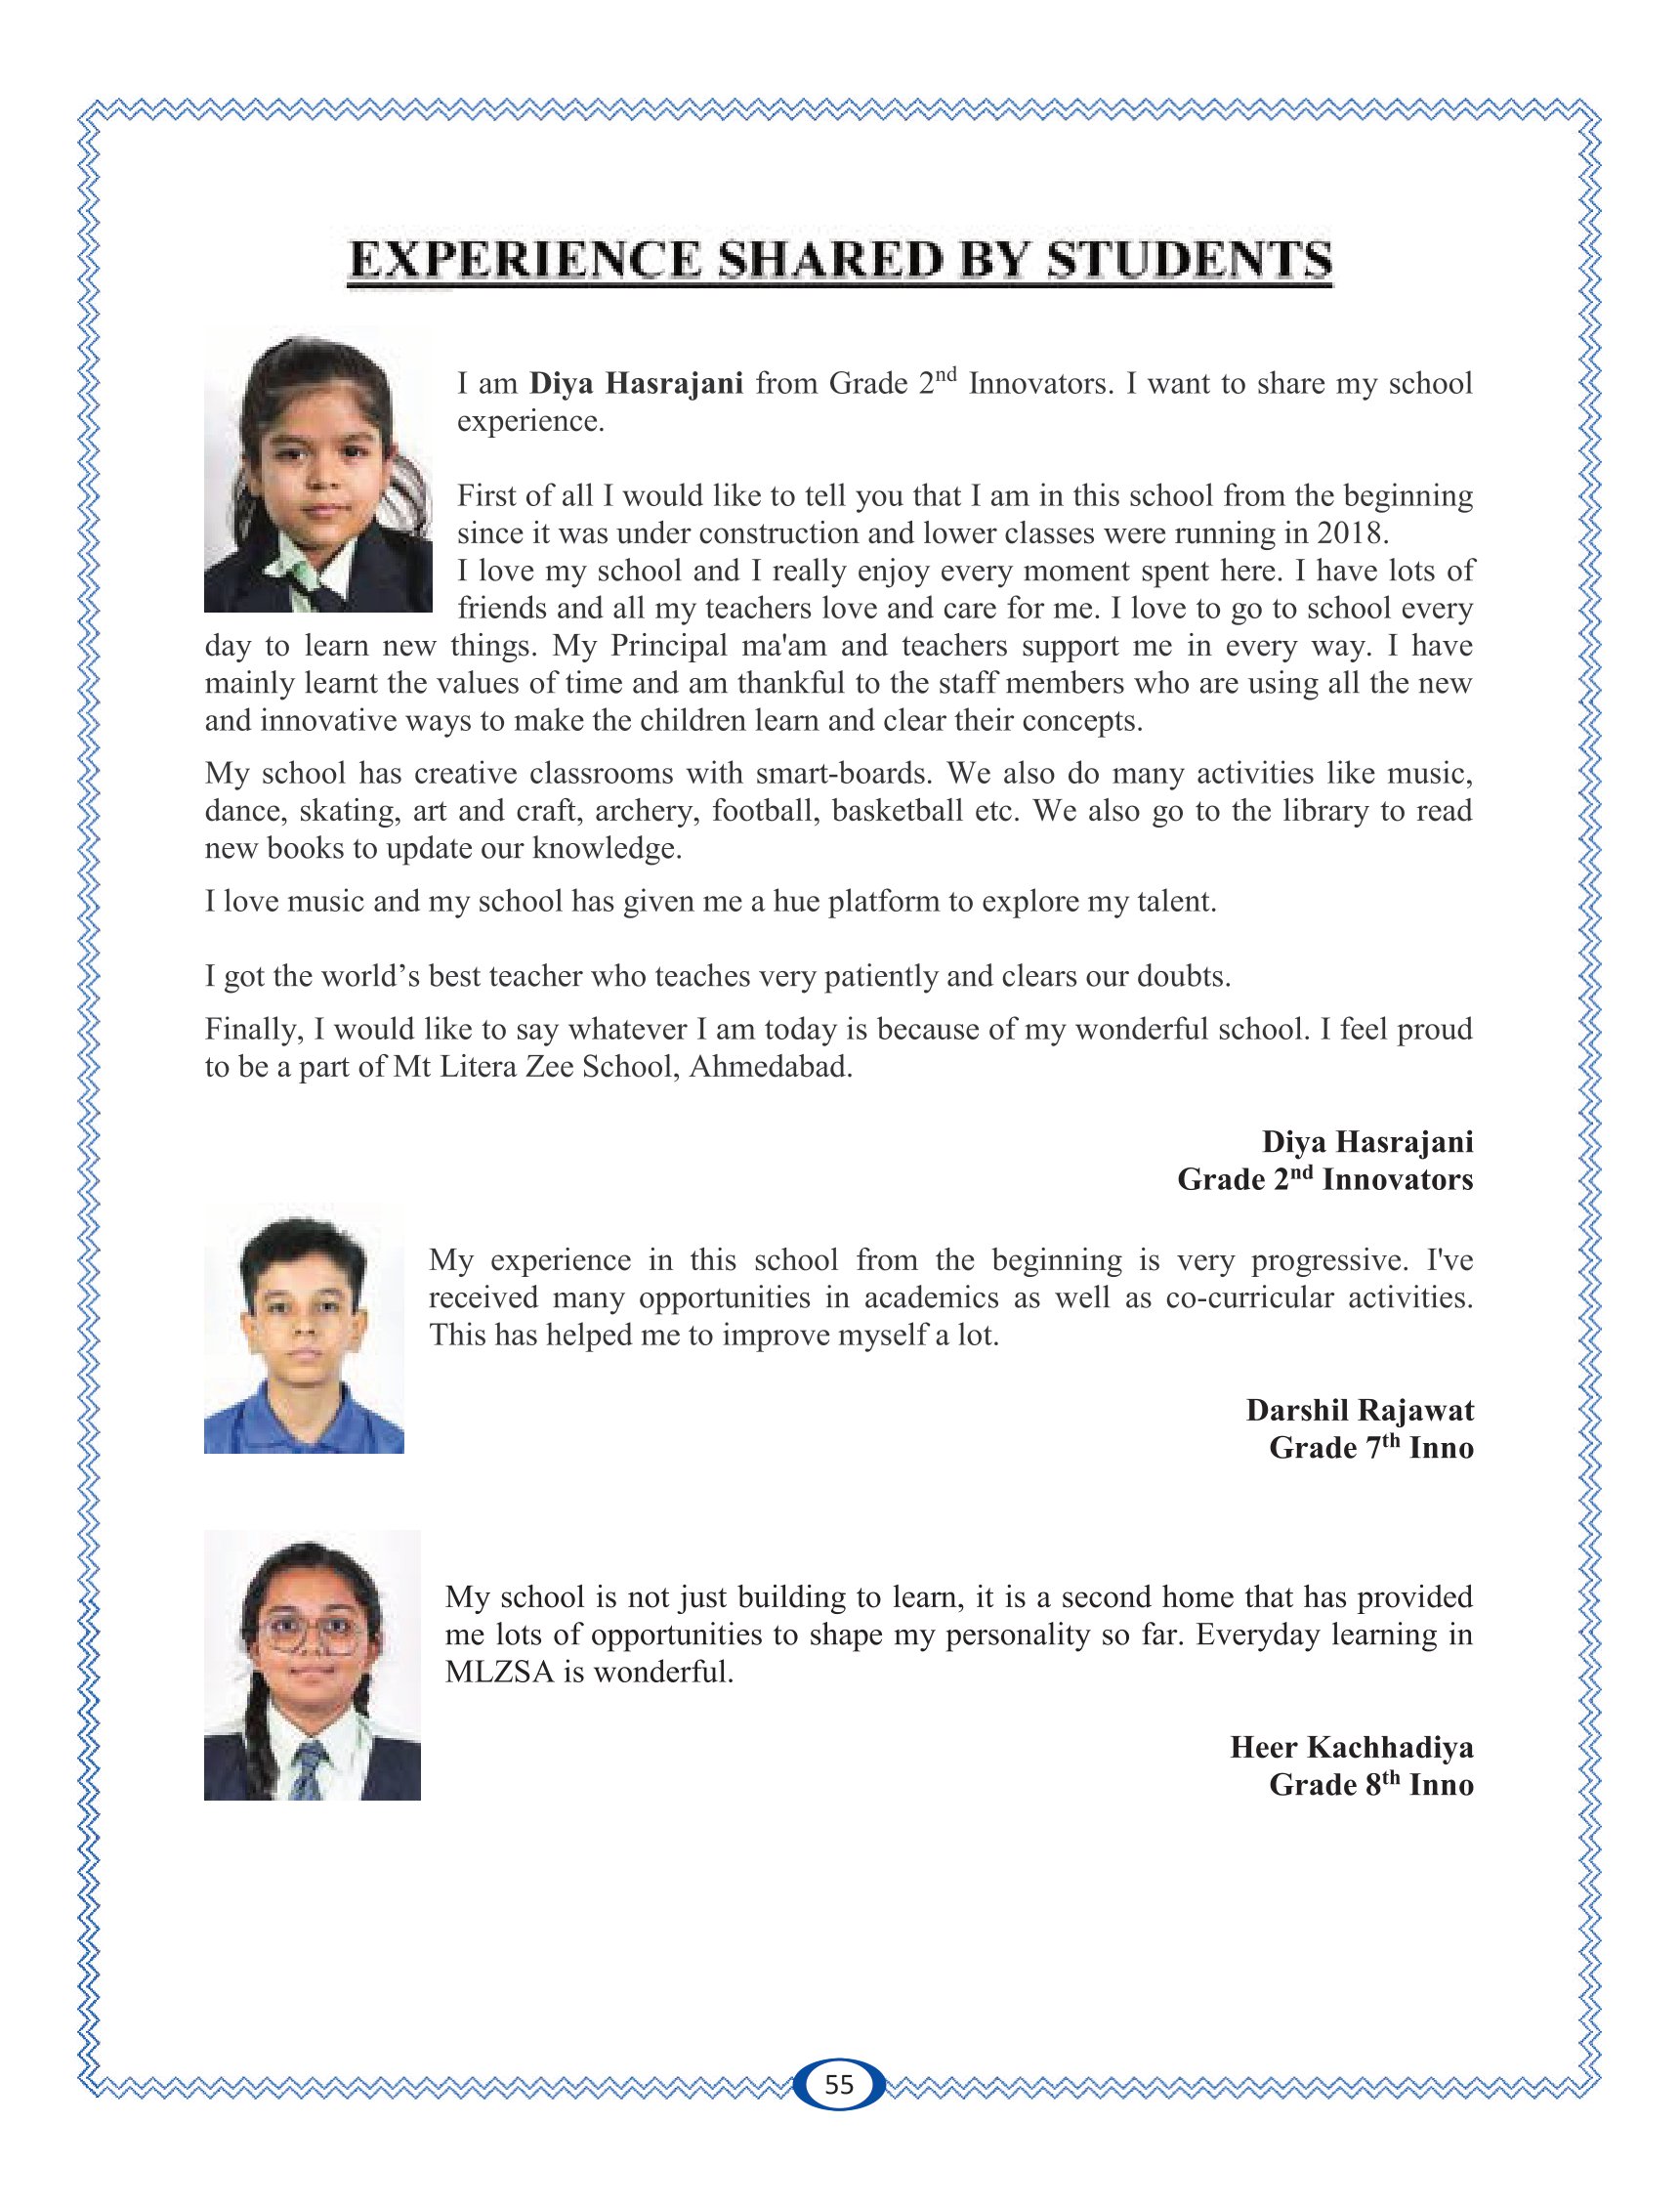 EXPERIENCE SHARED BY STUDENTS
I am Diya Hasrajani from Grade 2nd Innovators. I want to share my school
experience.
First of all I would like to tell you that I am in this school from the beginning
since it was under construction and lower classes were running in 2018.
I love my school and I really enjoy every moment spent here. I have lots of
friends and all my teachers love and care for me. I love to go to school every
day to learn new things. My Principal ma'am and teachers support me in every way. I have
mainly learnt the values of time and am thankful to the staff members who are using all the new
and innovative ways to make the children learn and clear their concepts.
My school has creative classrooms with smart-boards. We also do many activities like music,
dance, skating, art and craft, archery, football, basketball etc. We also go to the library to read
new books to update our knowledge.
I love music and my school has given me a hue platform to explore my talent.
I got the world’s best teacher who teaches very patiently and clears our doubts.
Finally, I would like to say whatever I am today is because of my wonderful school. I feel proud
to be a part of Mt Litera Zee School, Ahmedabad.
Diya Hasrajani
Grade 2nd Innovators
My experience in this school from the beginning is very progressive. I've
received many opportunities in academics as well as co-curricular activities.
This has helped me to improve myself a lot.
Darshil Rajawat
Grade 7th Inno
My school is not just building to learn, it is a second home that has provided
me lots of opportunities to shape my personality so far. Everyday learning in
MLZSA is wonderful.
Heer Kachhadiya
Grade 8th Inno
55